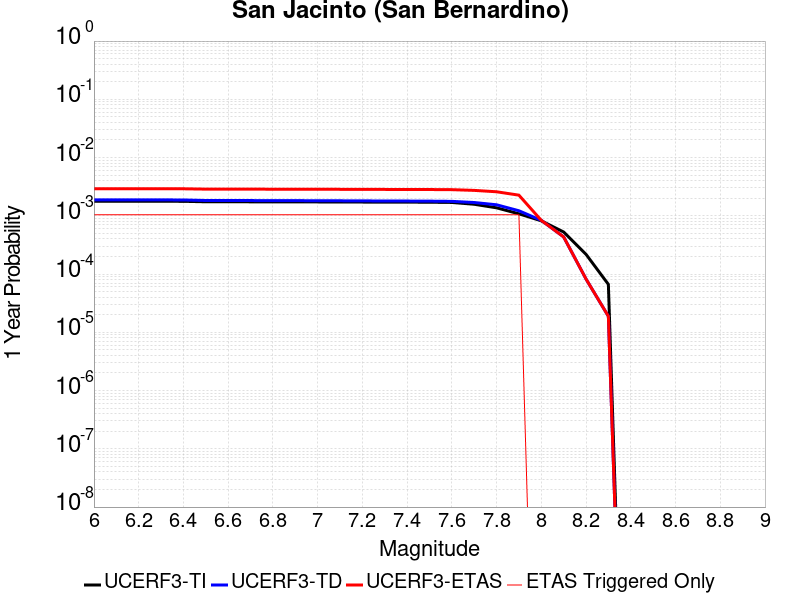 San Jacinto (San Bernardino)
10^0
10^-1
10^-2
10^-3
10^-4
10^-5
10^-6
10^-7
10^-8
1 Year Probability
6 6.2 6.4 6.6 6.8 7 7.2 7.4 7.6 7.8 8 8.2 8.4 8.6 8.8 9
Magnitude
UCERF3-TI UCERF3-TD UCERF3-ETAS ETAS Triggered Only